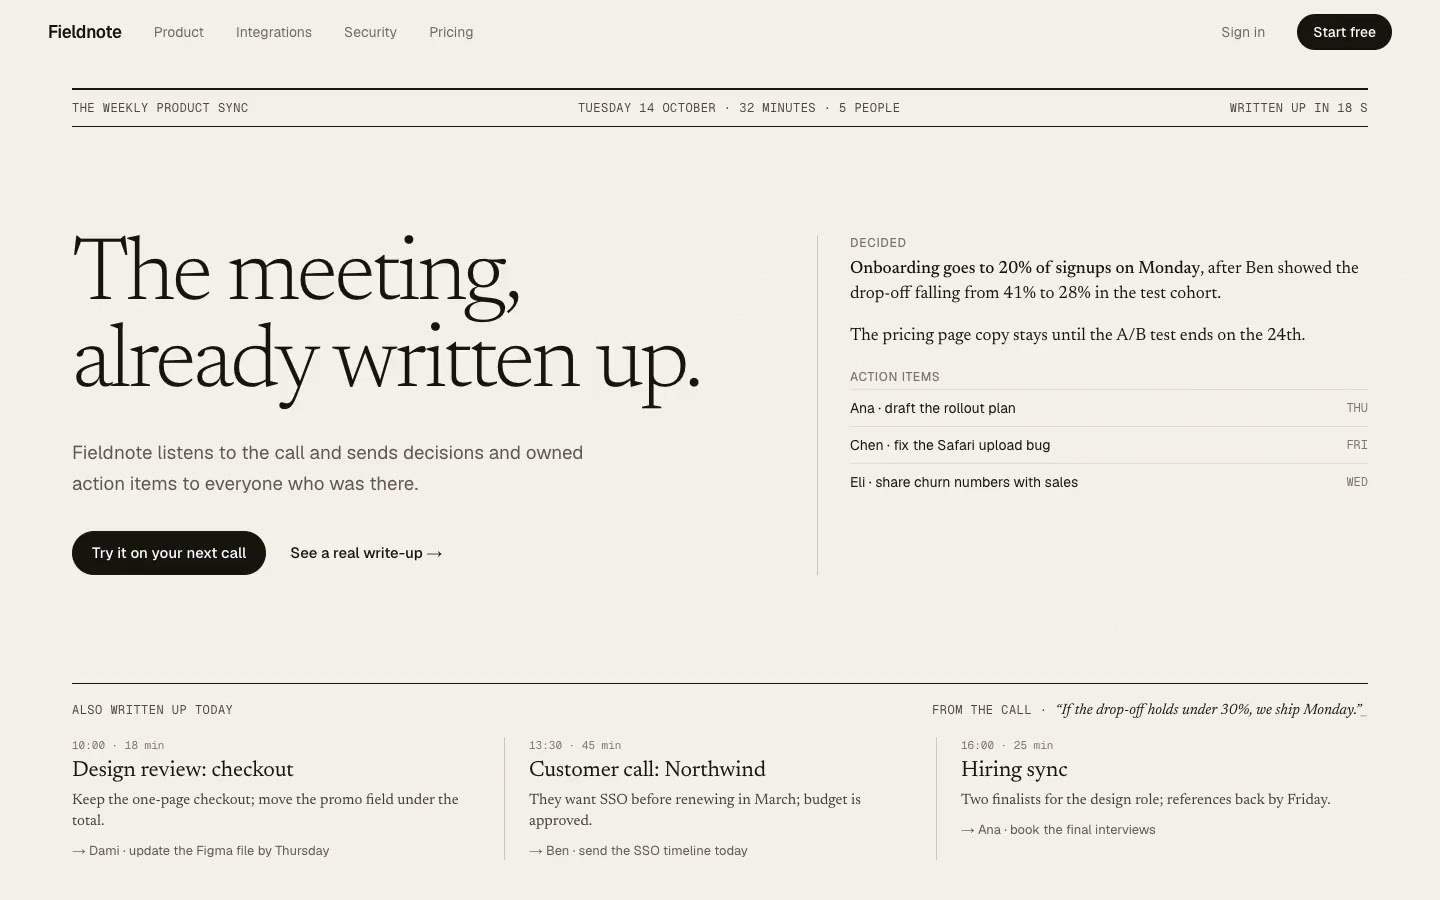 Fieldnote Product Integrations Security Pricing Sign in Start free
THE WEEKLY PRODUCT SYNC TUESDAY 14 OCTOBER · 32 MINUTES · 5 PEOPLE WRITTEN UP IN 18 S
The meeting,
already written up.
Fieldnote listens to the call and sends decisions and owned
action items to everyone who was there.
Try it on your next call See a real write-up →
DECIDED
Onboarding goes to 20% of signups on Monday, after Ben showed the
drop-off falling from 41% to 28% in the test cohort.
The pricing page copy stays until the A/B test ends on the 24th.
ACTION ITEMS
Ana · draft the rollout plan THU
Chen · fix the Safari upload bug FRI
Eli · share churn numbers with sales WED
ALSO WRITTEN UP TODAY FROM THE CALL · “If the drop-off holds under 30%, we ship Monday.”_
10:00 · 18 min
Design review: checkout
Keep the one-page checkout; move the promo field under the
total.
→ Dami · update the Figma file by Thursday
13:30 · 45 min
Customer call: Northwind
They want SSO before renewing in March; budget is
approved.
→ Ben · send the SSO timeline today
16:00 · 25 min
Hiring sync
Two finalists for the design role; references back by Friday.
→ Ana · book the final interviews